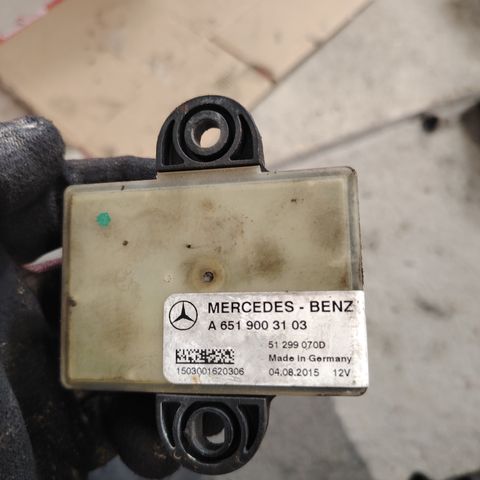 MERCEDES - BENZ
A 651 900 31 03
51 299 070D
Made in Germany
1503001620306 04.08.2015 12V